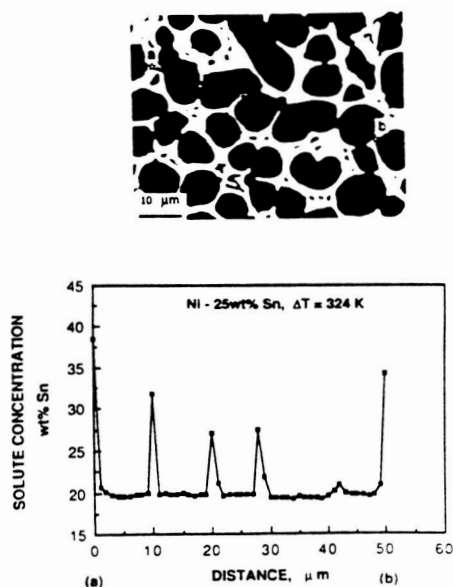 a
b
10 μm
Ni - 25wt% Sn, ΔT = 324 K
SOLUTE CONCENTRATION
wt% Sn
45
40
35
30
25
20
15
0 10 20 30 40 50 60
(a) DISTANCE, μm (b)